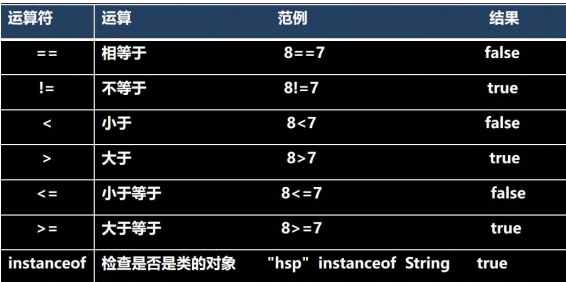 运算符 运算 范例 结果
== 相等于 8==7 false
!= 不等于 8!=7 true
< 小于 8<7 false
> 大于 8>7 true
<= 小于等于 8<=7 false
>= 大于等于 8>=7 true
instanceof 检查是否是类的对象 "hsp" instanceof String true